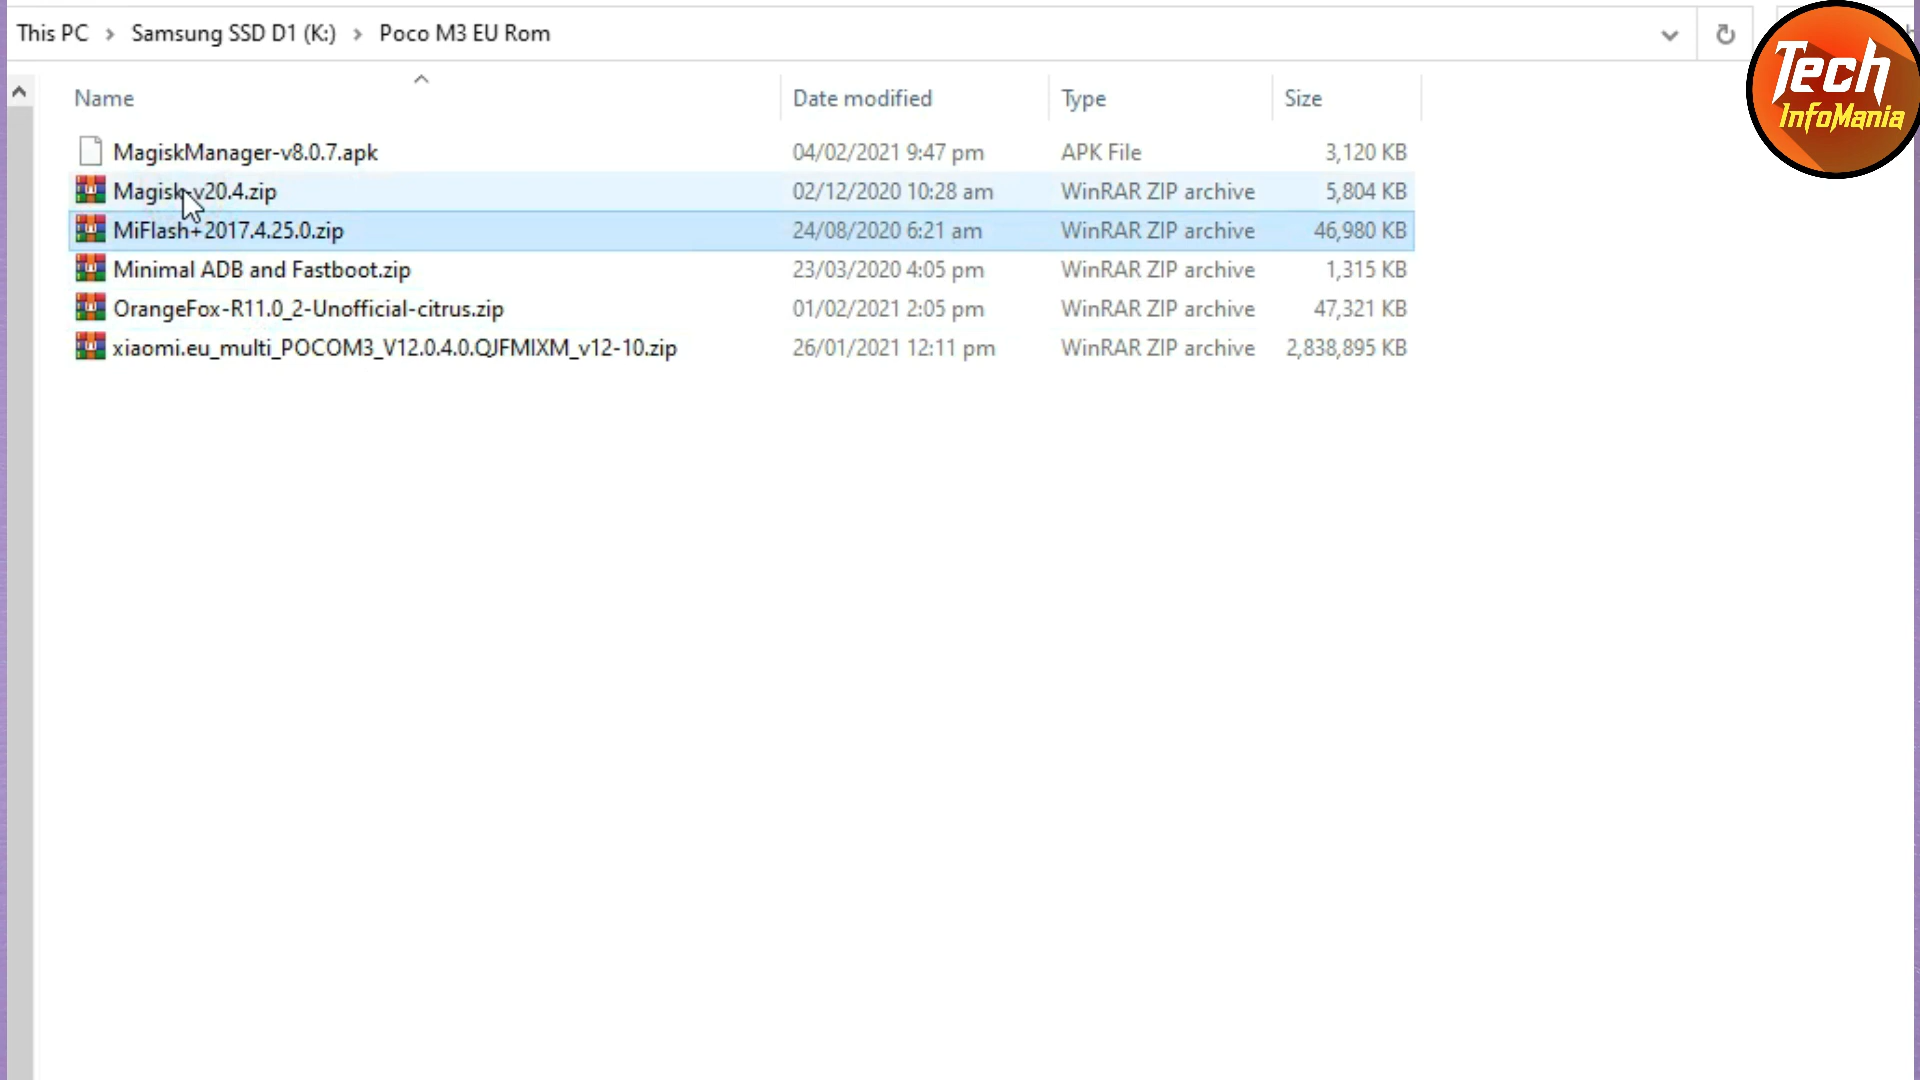 This PC > Samsung SSD D1 (K:) > Poco M3 EU Rom
Tech
InfoMania
Name Date modified Type Size
MagiskManager-v8.0.7.apk 04/02/2021 9:47 pm APK File 3,120 KB
Magisk-v20.4.zip 02/12/2020 10:28 am WinRAR ZIP archive 5,804 KB
MiFlash+2017.4.25.0.zip 24/08/2020 6:21 am WinRAR ZIP archive 46,980 KB
Minimal ADB and Fastboot.zip 23/03/2020 4:05 pm WinRAR ZIP archive 1,315 KB
OrangeFox-R11.0_2-Unofficial-citrus.zip 01/02/2021 2:05 pm WinRAR ZIP archive 47,321 KB
xiaomi.eu_multi_POCOM3_V12.0.4.0.QJFMIXM_v12-10.zip 26/01/2021 12:11 pm WinRAR ZIP archive 2,838,895 KB